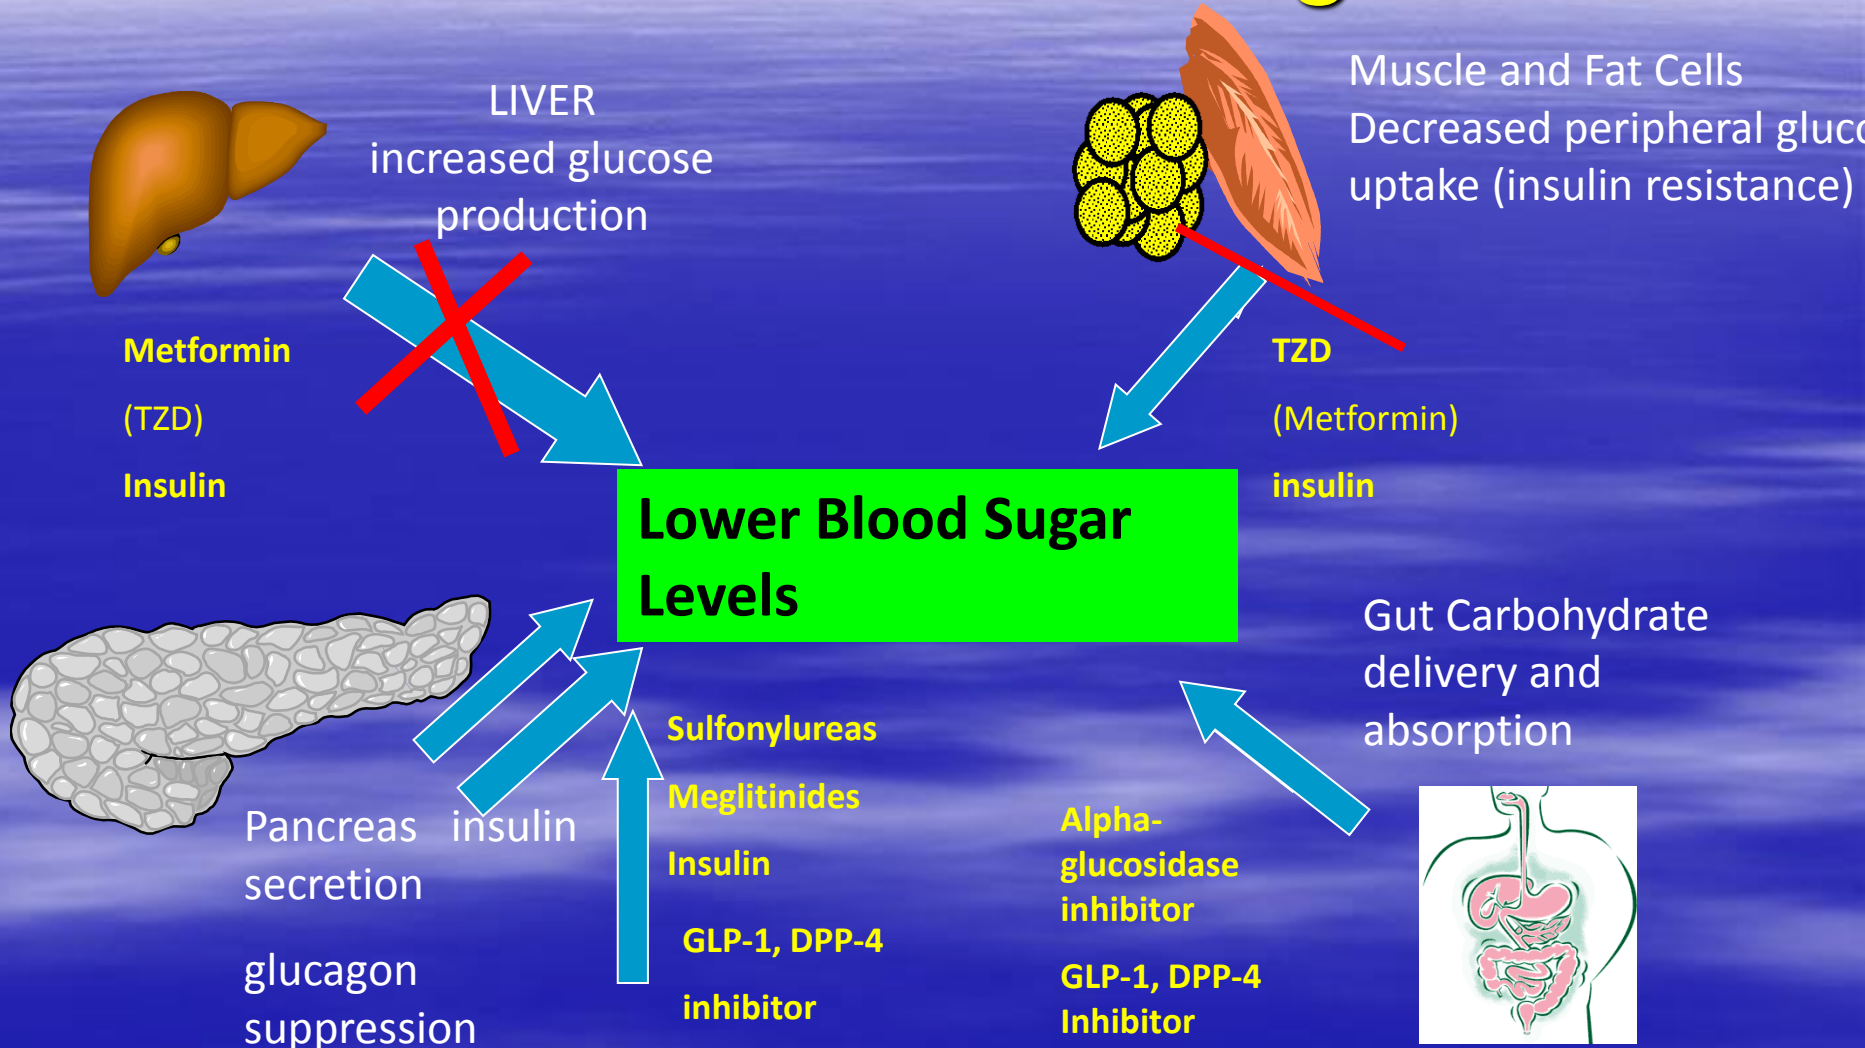 LIVER
increased glucose
production
Muscle and Fat Cells
Decreased peripheral
uptake (insulin resistance)
Metformin
(TZD)
Insulin
TZD
(Metformin)
insulin
Lower Blood Sugar
Levels
Gut Carbohydrate
delivery and
absorption
Pancreas insulin
secretion
glucagon
suppression
Sulfonylureas
Meglitinides
Insulin
GLP-1, DPP-4
inhibitor
Alpha-
glucosidase
inhibitor
GLP-1, DPP-4
Inhibitor